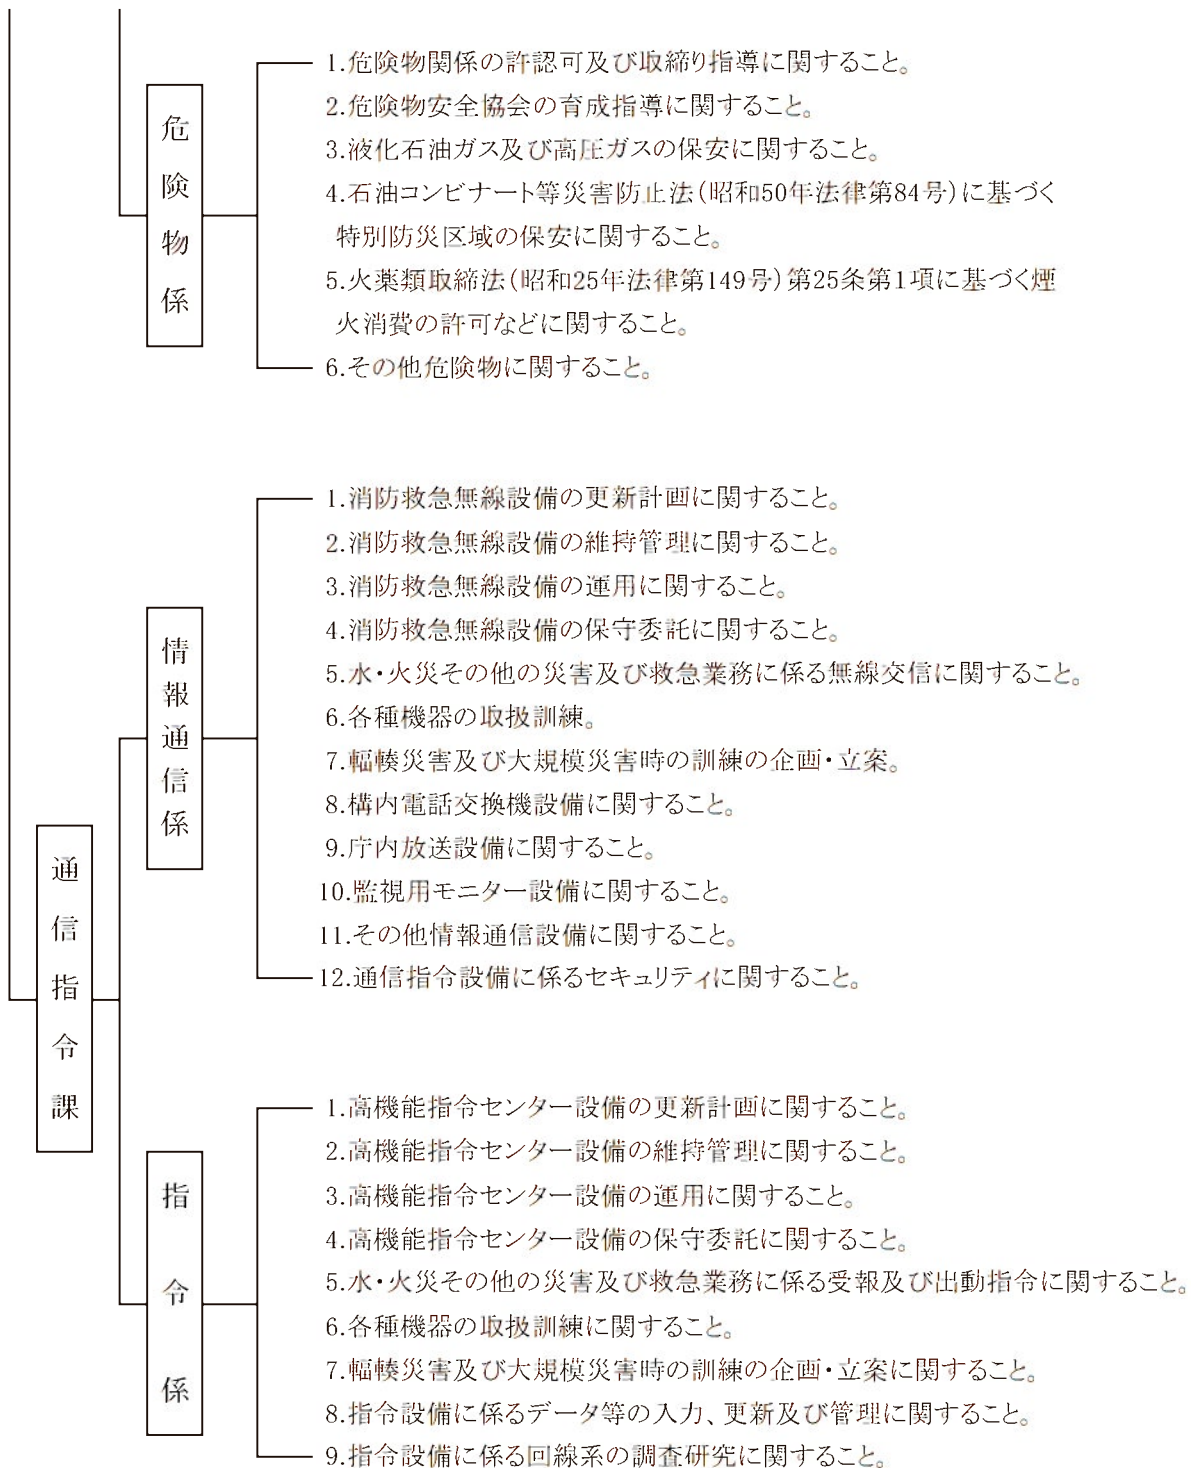 危険物係
1.危険物関係の許認可及び取締り指導に関すること。
2.危険物安全協会の育成指導に関すること。
3.液化石油ガス及び高圧ガスの保安に関すること。
4.石油コンビナート等災害防止法(昭和50年法律第84号)に基づく
特別防災区域の保安に関すること。
5.火薬類取締法(昭和25年法律第149号)第25条第1項に基づく煙
火消費の許可などに関すること。
6.その他危険物に関すること。
通信指令課
情報通信係
1.消防救急無線設備の更新計画に関すること。
2.消防救急無線設備の維持管理に関すること。
3.消防救急無線設備の運用に関すること。
4.消防救急無線設備の保守委託に関すること。
5.水・火災その他の災害及び救急業務に係る無線交信に関すること。
6.各種機器の取扱訓練。
7.輻輳災害及び大規模災害時の訓練の企画・立案。
8.構内電話交換機設備に関すること。
9.庁内放送設備に関すること。
10.監視用モニター設備に関すること。
11.その他情報通信設備に関すること。
12.通信指令設備に係るセキュリティに関すること。
指令係
1.高機能指令センター設備の更新計画に関すること。
2.高機能指令センター設備の維持管理に関すること。
3.高機能指令センター設備の運用に関すること。
4.高機能指令センター設備の保守委託に関すること。
5.水・火災その他の災害及び救急業務に係る受報及び出動指令に関すること。
6.各種機器の取扱訓練に関すること。
7.輻輳災害及び大規模災害時の訓練の企画・立案に関すること。
8.指令設備に係るデータ等の入力、更新及び管理に関すること。
9.指令設備に係る回線系の調査研究に関すること。